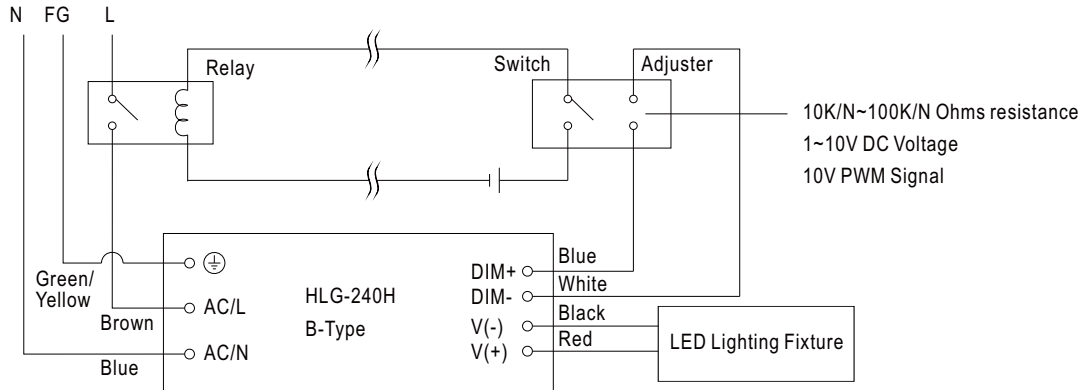 N FG L
Relay
Switch
Adjuster
10K/N~100K/N Ohms resistance
1~10V DC Voltage
10V PWM Signal
Green/
Yellow
Brown
Blue
AC/L
AC/N
HLG-240H
B-Type
DIM+
DIM-
V(-)
V(+)
Blue
White
Black
Red
LED Lighting Fixture